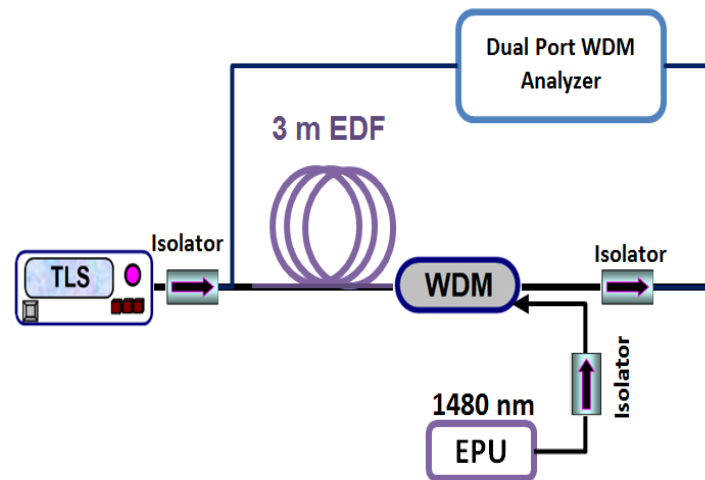 Dual Port WDM
Analyzer
3 m EDF
Isolator
Isolator
TLS
WDM
Isolator
1480 nm
EPU